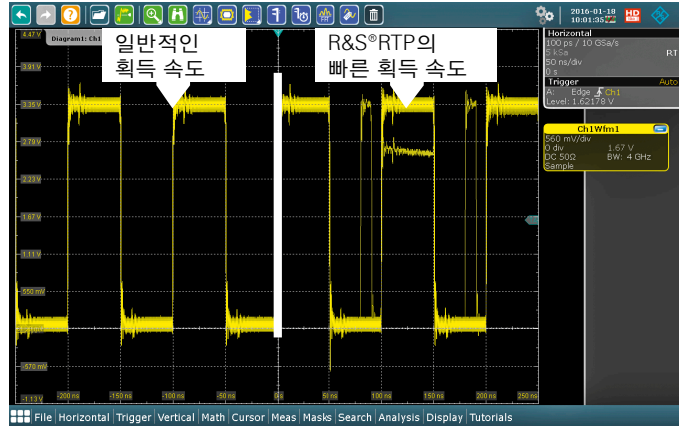 2016-01-18
10:01:35
HD
4.47 V
Diagram1: Ch1
일반적인
획득 속도
R&S®RTP의
빠른 획득 속도
3.91 V
3.35 V
2.79 V
2.23 V
1.67 V
1.11 V
550 mV
-570 mV
-1.13 V
-200 ns
-150 ns
-100 ns
-50 ns
0 s
50 ns
100 ns
150 ns
200 ns
250 ns
Horizontal
100 ps / 10 GSa/s
5 kSa
RT
50 ns/div
0 s
Trigger
Auto
A: Edge Ch1
Level: 1.62178 V
Ch1Wfm1
560 mV/div
0 div
1.67 V
DC 50Ω
BW: 4 GHz
Sample
File
Horizontal
Trigger
Vertical
Math
Cursor
Meas
Masks
Search
Analysis
Display
Tutorials